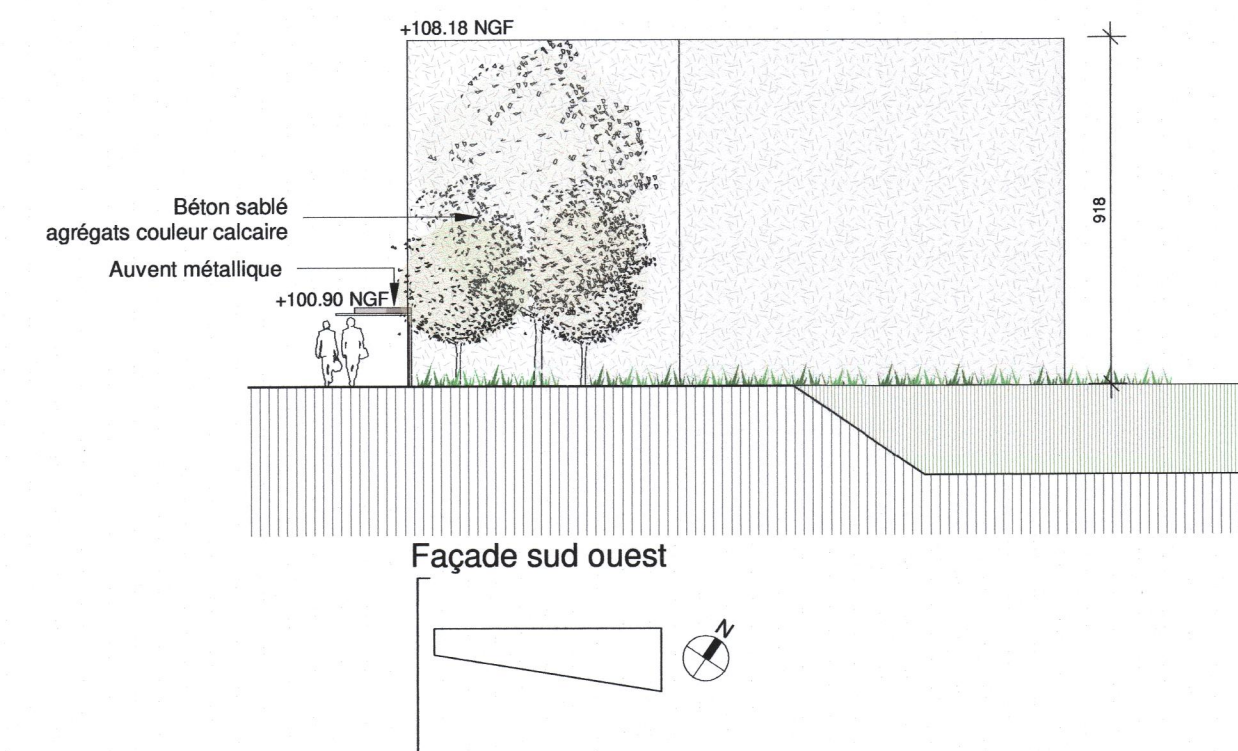 +108.18 NGF
Béton sablé
agrégats couleur calcaire
Auvent métallique
+100.90 NGF
918
Façade sud ouest
N